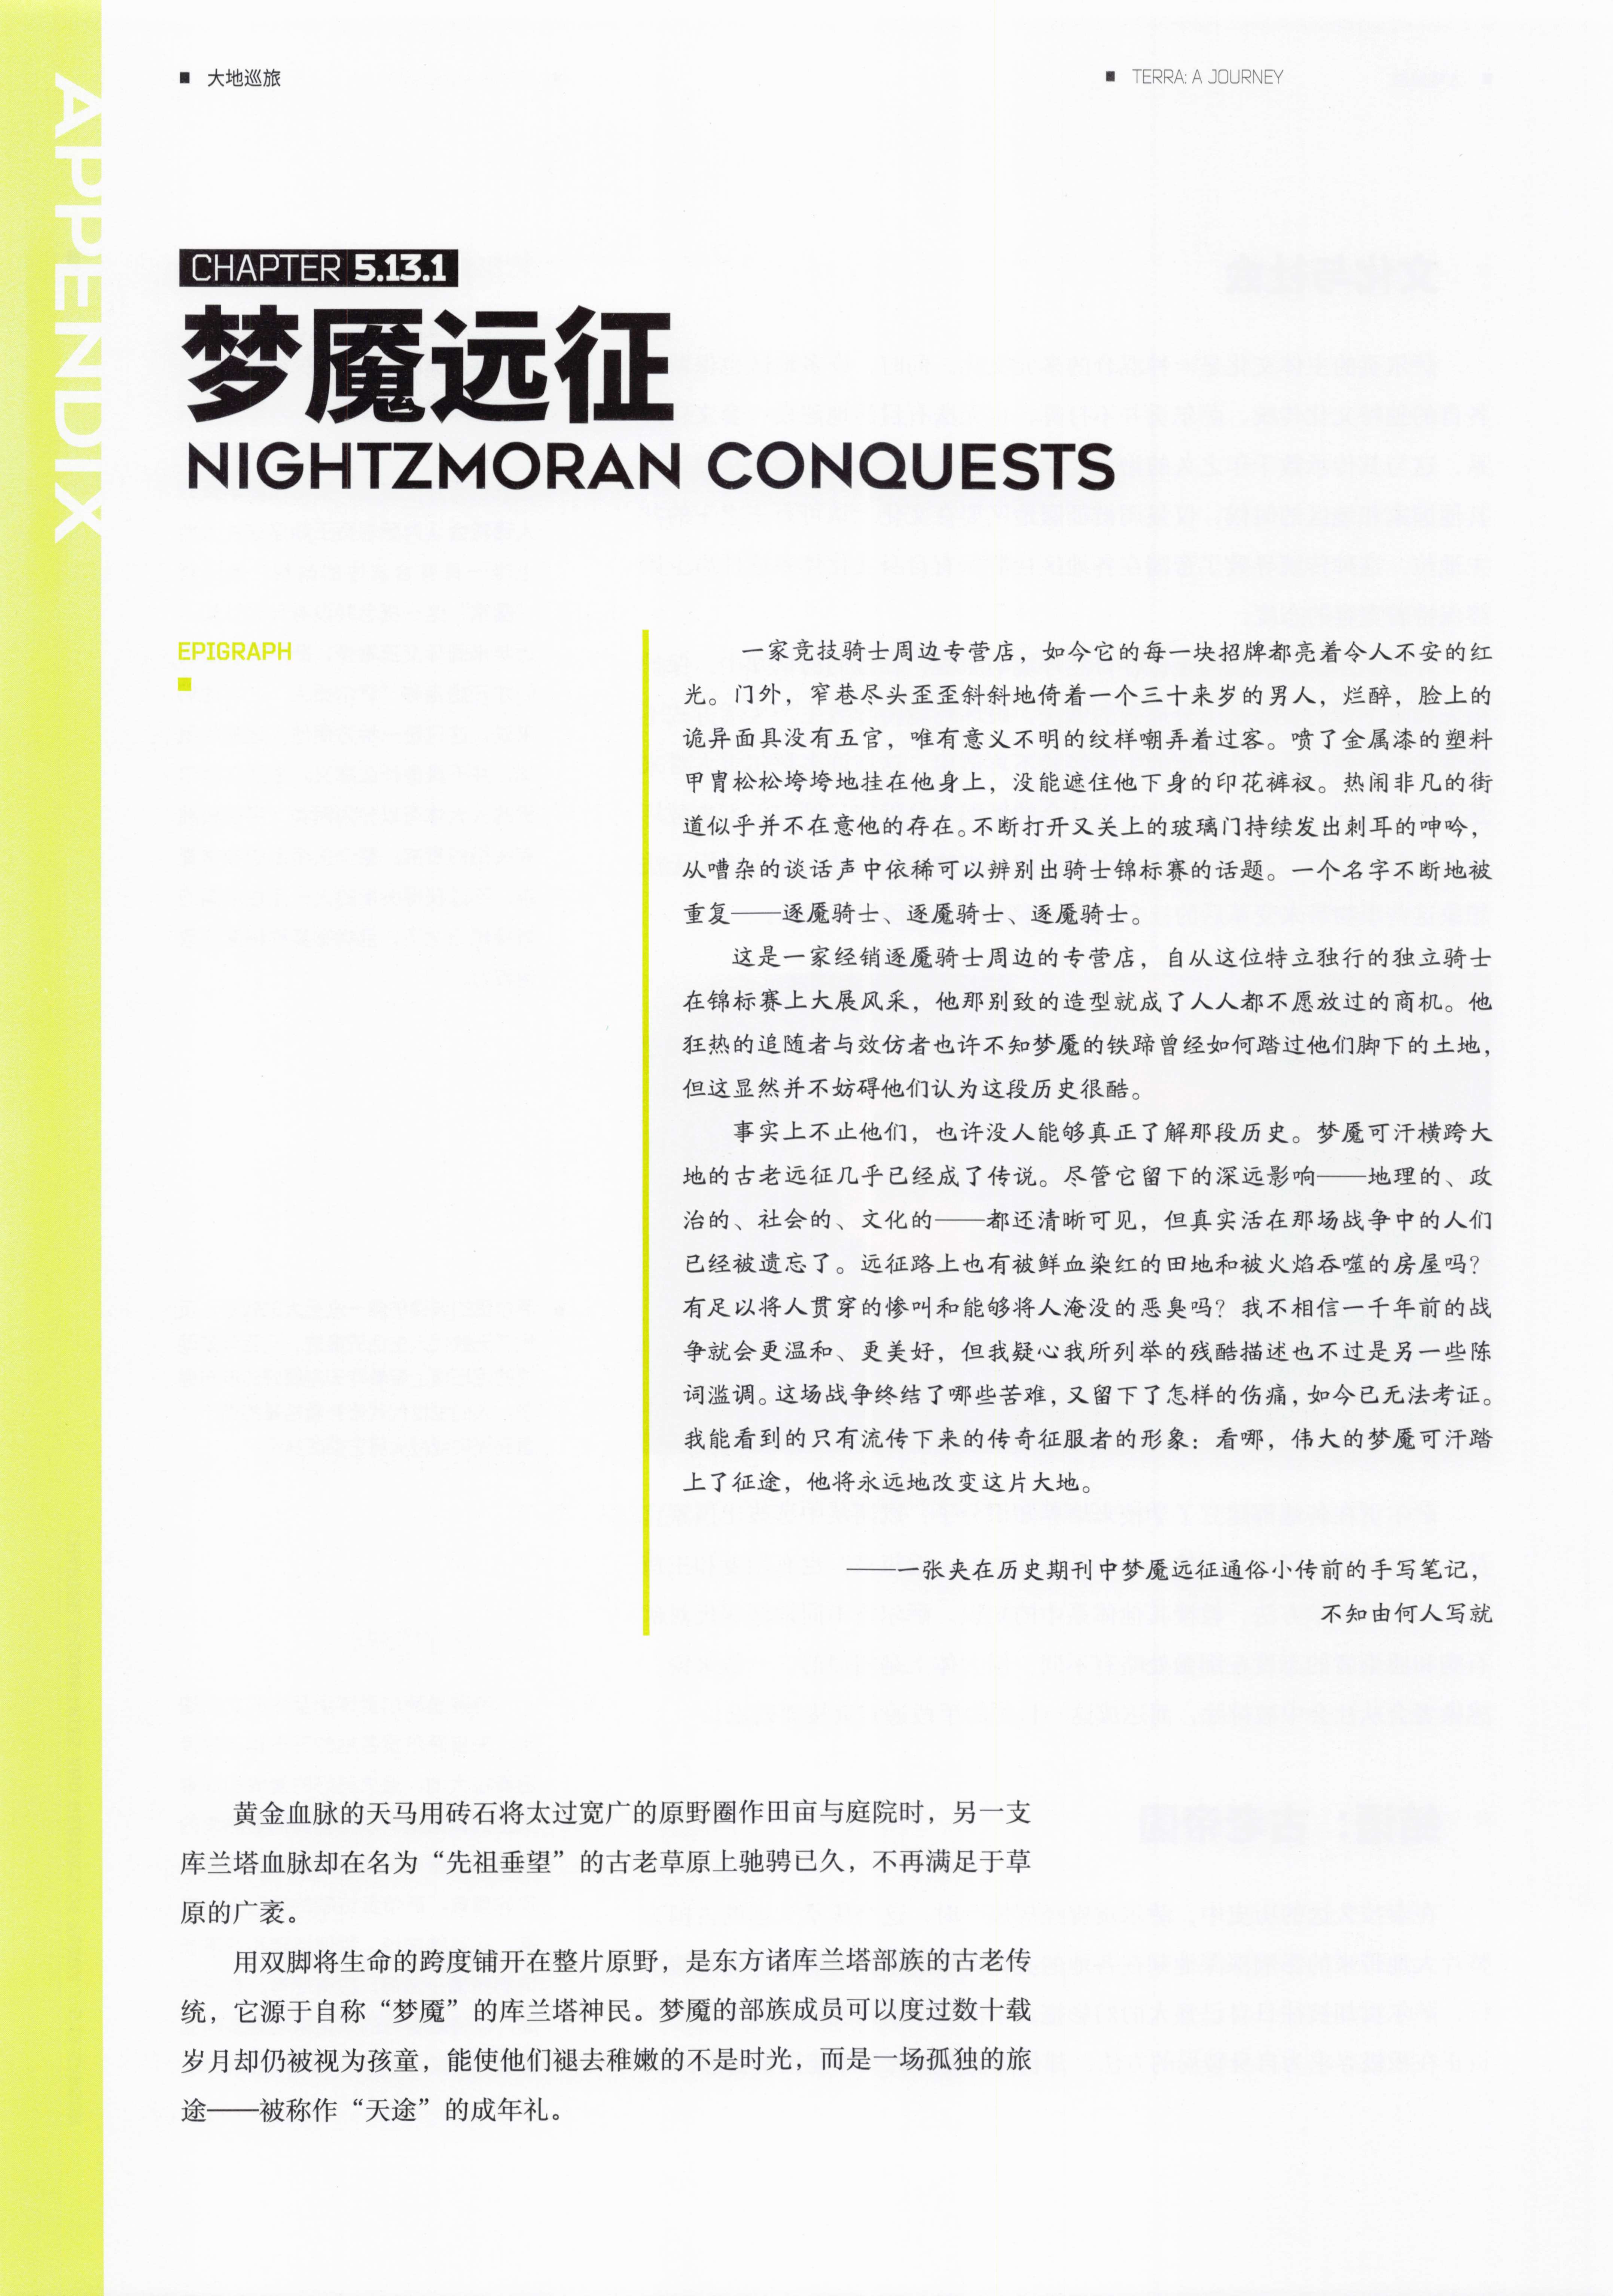 APPENDIX
大地巡旅
TERRA: A JOURNEY
CHAPTER 5.13.1
梦魇远征
NIGHTZMORAN CONQUESTS
EPIGRAPH
一家竞技骑士周边专营店，如今它的每一块招牌都亮着令人不安的红
光。门外，窄巷尽头歪歪斜斜地倚着一个三十来岁的男人，烂醉，脸上的
诡异面具没有五官，唯有意义不明的纹样嘲弄着过客。喷了金属漆的塑料
甲胄松松垮垮地挂在他身上，没能遮住他下身的印花裤衩。热闹非凡的街
道似乎并不在意他的存在。不断打开又关上的玻璃门持续发出刺耳的呻吟，
从嘈杂的谈话声中依稀可以辨别出骑士锦标赛的话题。一个名字不断地被
重复——逐魇骑士、逐魇骑士、逐魇骑士。
这是一家经销逐魇骑士周边的专营店，自从这位特立独行的独立骑士
在锦标赛上大展风采，他那别致的造型就成了人人都不愿放过的商机。他
狂热的追随者与效仿者也许不知梦魇的铁蹄曾经如何踏过他们脚下的土地，
但这显然并不妨碍他们认为这段历史很酷。
事实上不止他们，也许没人能够真正了解那段历史。梦魇可汗横跨大
地的古老远征几乎已经成了传说。尽管它留下的深远影响——地理的、政
治的、社会的、文化的——都还清晰可见，但真实活在那场战争中的人们
已经被遗忘了。远征路上也有被鲜血染红的田地和被火焰吞噬的房屋吗？
有足以将人贯穿的惨叫和能够将人淹没的恶臭吗？我不相信一千年前的战
争就会更温和、更美好，但我疑心我所列举的残酷描述也不过是另一些陈
词滥调。这场战争终结了哪些苦难，又留下了怎样的伤痛，如今已无法考证。
我能看到的只有流传下来的传奇征服者的形象：看哪，伟大的梦魇可汗踏
上了征途，他将永远地改变这片大地。
——一张夹在历史期刊中梦魇远征通俗小传前的手写笔记，
不知由何人写就
黄金血脉的天马用砖石将太过宽广的原野圈作田亩与庭院时，另一支
库兰塔血脉却在名为“先祖垂望”的古老草原上驰骋已久，不再满足于草
原的广袤。
用双脚将生命的跨度铺开在整片原野，是东方诸库兰塔部族的古老传
统，它源于自称“梦魇”的库兰塔神民。梦魇的部族成员可以度过数十载
岁月却仍被视为孩童，能使他们褪去稚嫩的不是时光，而是一场孤独的旅
途——被称作“天途”的成年礼。